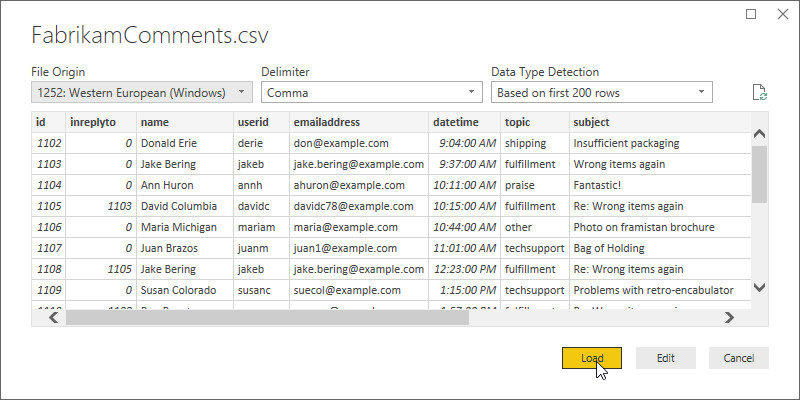 FabrikamComments.csv
File Origin Delimiter Data Type Detection
1252: Western European (Windows) Comma Based on first 200 rows
id inreplyto name userid emailaddress datetime topic subject
1102 0 Donald Erie derie don@example.com 9:04:00 AM shipping Insufficient packaging
1103 0 Jake Bering jakeb jake.bering@example.com 9:37:00 AM fulfillment Wrong items again
1104 0 Ann Huron annh ahuron@example.com 10:11:00 AM praise Fantastic!
1105 1103 David Columbia davidc davidc78@example.com 10:15:00 AM fulfillment Re: Wrong items again
1106 0 Maria Michigan mariam maria@example.com 10:44:00 AM other Photo on framistan brochure
1107 0 Juan Brazos juanm juan1@example.com 11:01:00 AM techsupport Bag of Holding
1108 1105 Jake Bering jakeb jake.bering@example.com 12:23:00 PM fulfillment Re: Wrong items again
1109 0 Susan Colorado susanc suecol@example.com 1:15:00 PM techsupport Problems with retro-encabulator
Load Edit Cancel